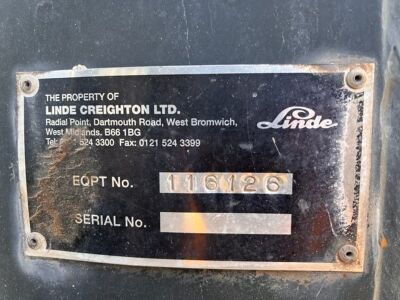 THE PROPERTY OF
LINDE CREIGHTON LTD.
Radial Point, Dartmouth Road, West Bromwich,
West Midlands, B66 1BG
Tel: 1 524 3300 Fax: 0121 524 3399
Linde
EQPT No. 116126
SERIAL No.